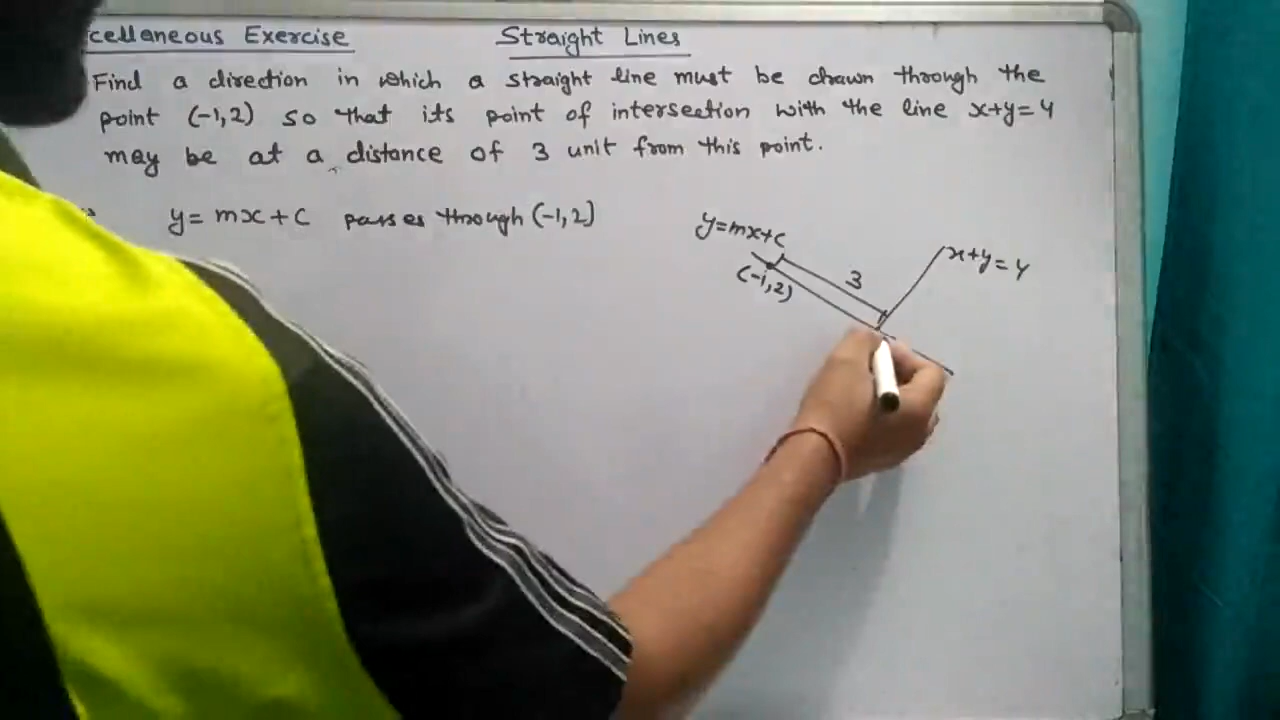 cellaneous Exercise Straight Lines
Find a direction in which a straight line must be drawn through the
point (-1,2) so that its point of intersection with the line x+y=4
may be at a distance of 3 unit from this point.
y = mx + c passes through (-1,2)
y=mx+c
x+y=4
3
(-1,2)